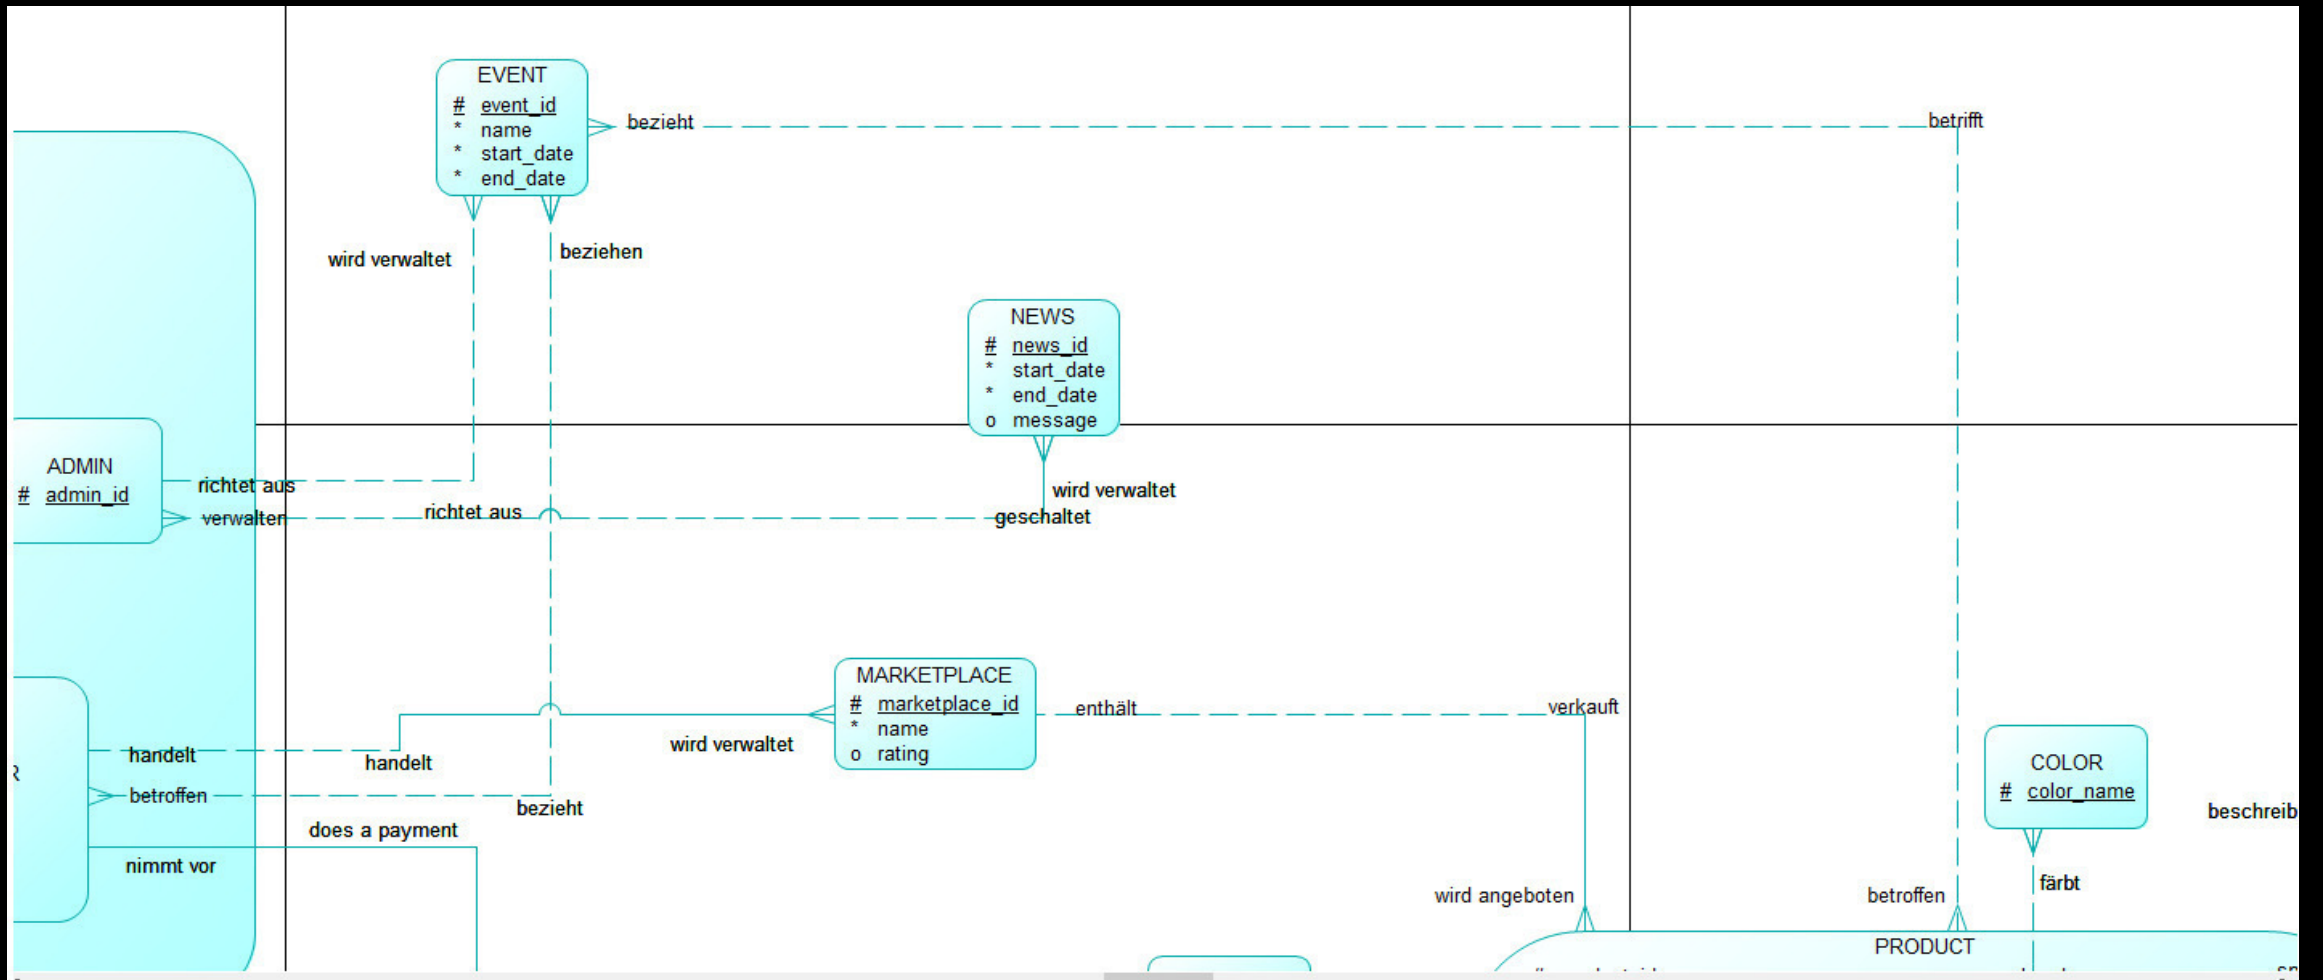 EVENT
# event_id
* name
* start_date
* end_date
bezieht
betrifft
wird verwaltet
beziehen
NEWS
# news_id
* start_date
* end_date
o message
ADMIN
# admin_id
richtet aus
verwalten
richtet aus
wird verwaltet
geschaltet
MARKETPLACE
# marketplace_id
* name
o rating
enthält
verkauft
handelt
handelt
wird verwaltet
R
betroffen
bezieht
does a payment
nimmt vor
COLOR
# color_name
beschreib
färbt
wird angeboten
betroffen
PRODUCT